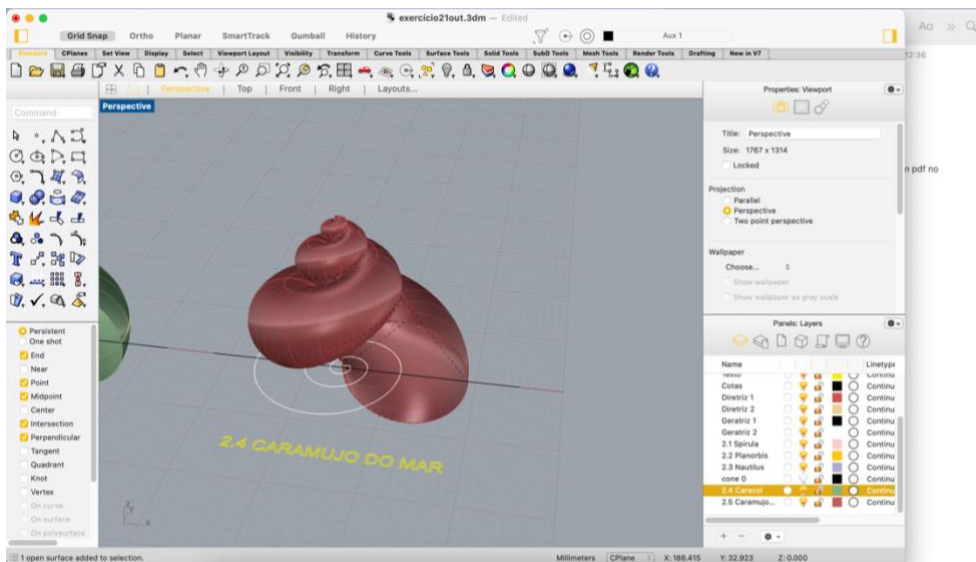 exercicio21out.3dm — Edited
Grid Snap Ortho Planar SmartTrack Gumball History Aux 1
Standard CPlanes Set View Display Select Viewport Layout Visibility Transform Curve Tools Surface Tools Solid Tools SubD Tools Mesh Tools Render Tools Drafting New in V7
12:36
Perspective Top Front Right Layouts...
Properties: Viewport
Perspective
Command
Title: Perspective
Size: 1767 x 1314
Locked
n pdf no
Projection
Parallel
Perspective
Two point perspective
Wallpaper
Choose...
Show wallpaper
Show wallpaper as gray scale
Panels: Layers
Persistent
One shot
End
Near
Point
Midpoint
Center
Intersection
Perpendicular
Tangent
Quadrant
Knot
Vertex
On curve
On surface
On polysurface
Name Linetype
Texto Continu
Cotas Continu
Diretriz 1 Continu
Diretriz 2 Continu
Geratriz 1 Continu
Geratriz 2 Continu
2.1 Spirula Continu
2.2 Planorbis Continu
2.3 Nautilus Continu
cone 0 Continu
2.4 Caracol Continu
2.5 Caramujo... Continu
2.4 CARAMUJO DO MAR
1 open surface added to selection.
Millimeters CPlane X: 186.415 Y: 32.923 Z: 0.000